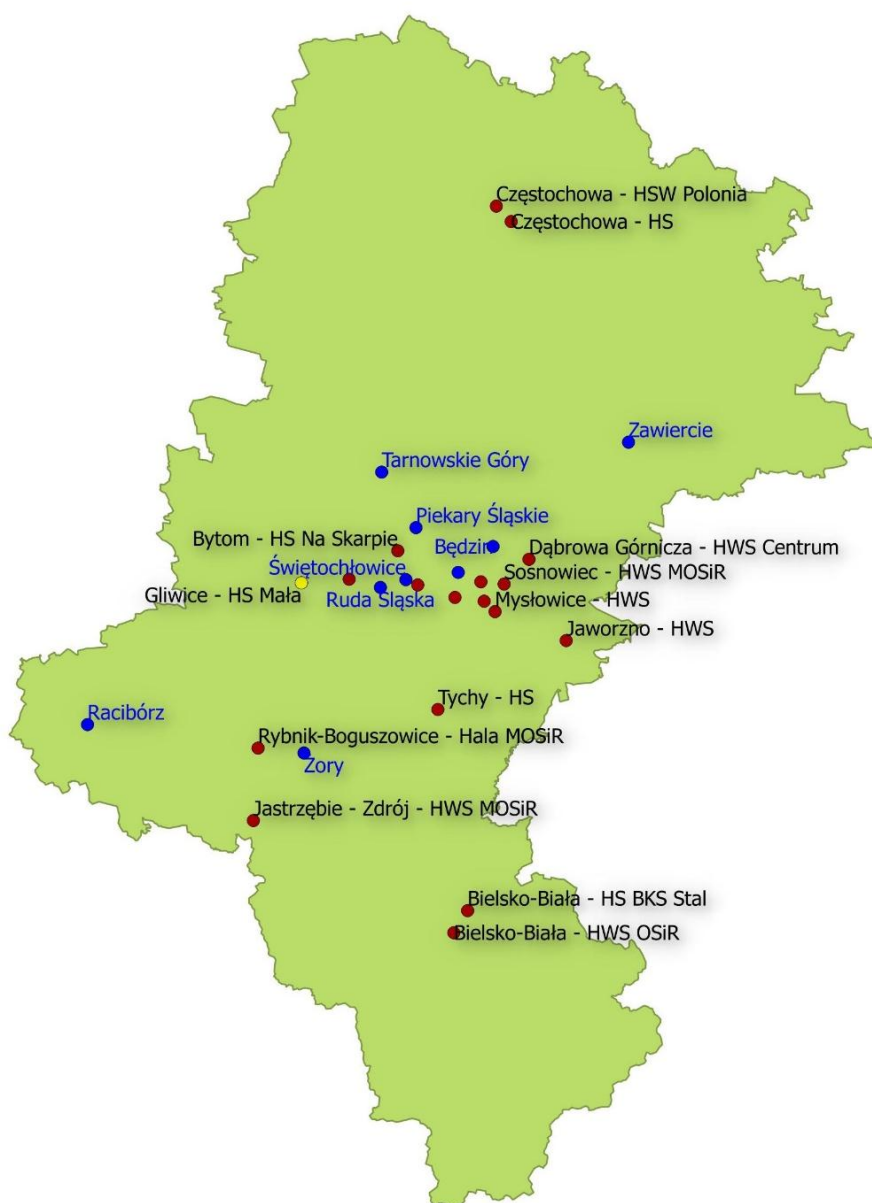 Częstochowa - HSW Polonia
Częstochowa - HS
Zawiercie
Tarnowskie Góry
Piekary Śląskie
Bytom - HS Na Skarpie
Będzin
Dąbrowa Górnicza - HWS Centrum
Świętochłowice
Sosnowiec - HWS MOSiR
Gliwice - HS Mała
Ruda Śląska
Mysłowice - HWS
Jaworzno - HWS
Tychy - HS
Racibórz
Rybnik-Boguszowice - Hala MOSiR
Żory
Jastrzębie - Zdrój - HWS MOSiR
Bielsko-Biała - HS BKS Stal
Bielsko-Biała - HWS OSiR